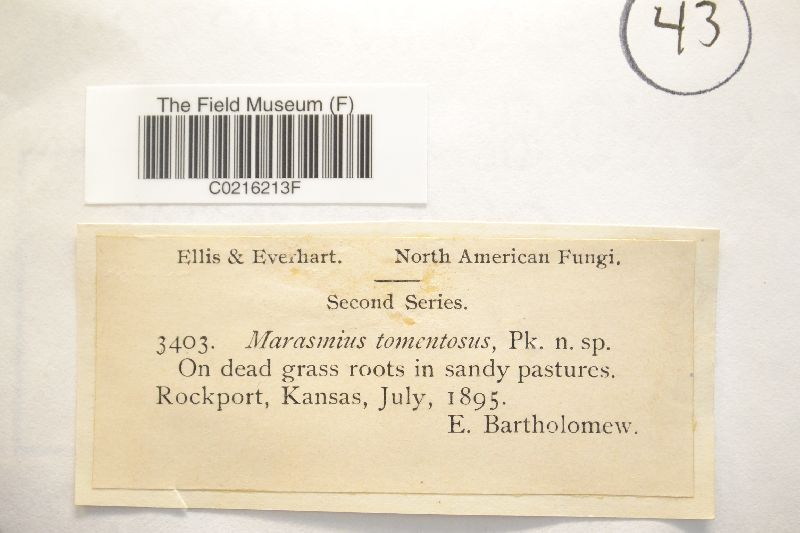 43
The Field Museum (F)
C0216213F
Ellis & Everhart. North American Fungi.
Second Series.
3403. Marasmius tomentosus, Pk. n. sp.
On dead grass roots in sandy pastures.
Rockport, Kansas, July, 1895.
E. Bartholomew.